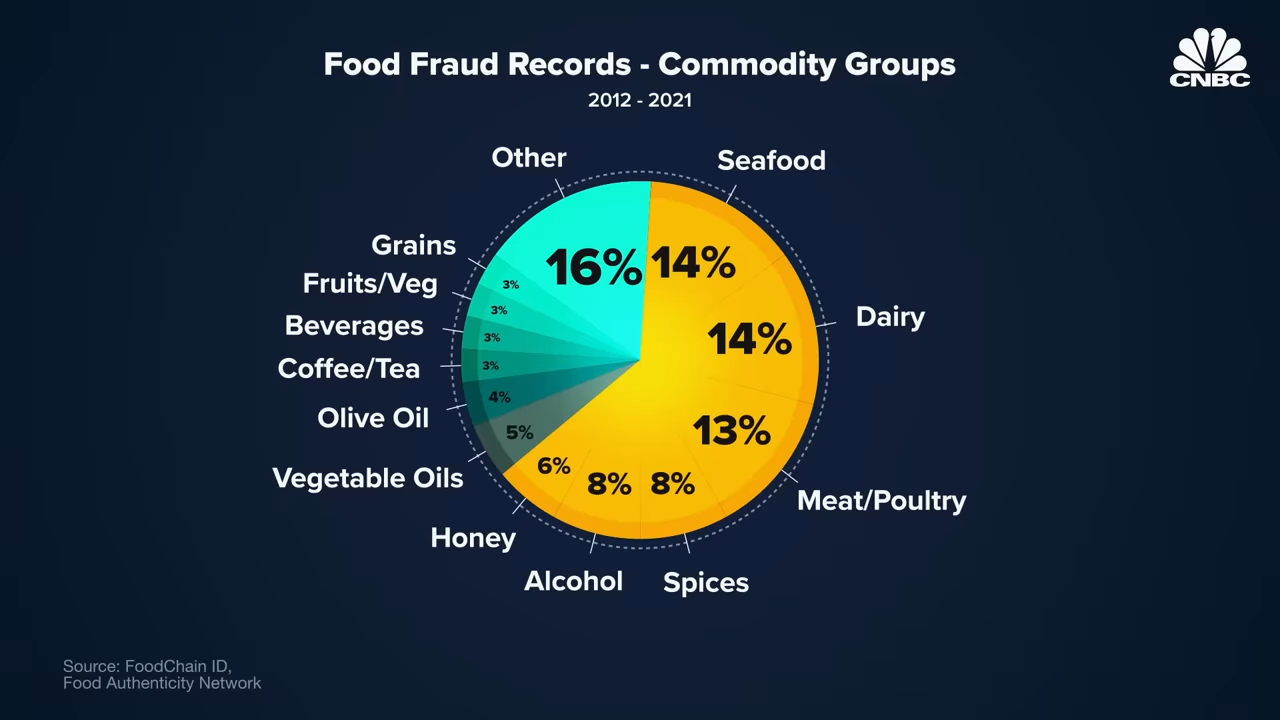 CNBC
Food Fraud Records - Commodity Groups
2012 - 2021
Other
Seafood
Grains
Fruits/Veg
Beverages
Coffee/Tea
Olive Oil
Vegetable Oils
Honey
Alcohol
Spices
Meat/Poultry
Dairy
16%
14%
14%
13%
8%
8%
6%
5%
4%
3%
3%
3%
3%
Source: FoodChain ID,
Food Authenticity Network